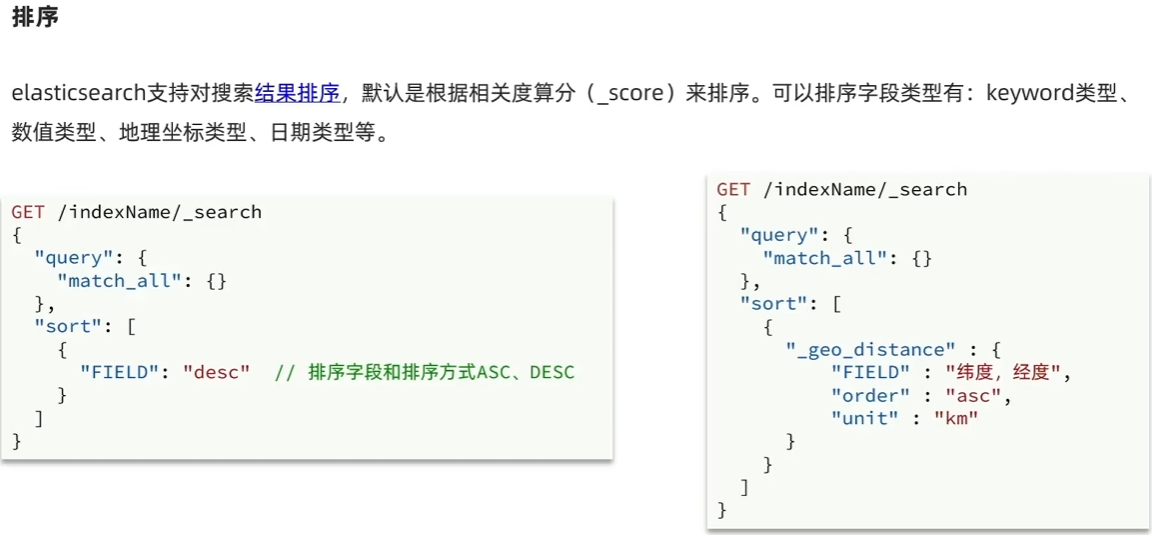 排序
elasticsearch支持对搜索结果排序，默认是根据相关度算分（_score）来排序。可以排序字段类型有：keyword类型、
数值类型、地理坐标类型、日期类型等。
GET /indexName/_search
{
  "query": {
    "match_all": {}
  },
  "sort": [
    {
      "FIELD": "desc"  // 排序字段和排序方式ASC、DESC
    }
  ]
}
GET /indexName/_search
{
  "query": {
    "match_all": {}
  },
  "sort": [
    {
      "_geo_distance" : {
          "FIELD" : "纬度，经度",
          "order" : "asc",
          "unit" : "km"
      }
    }
  ]
}